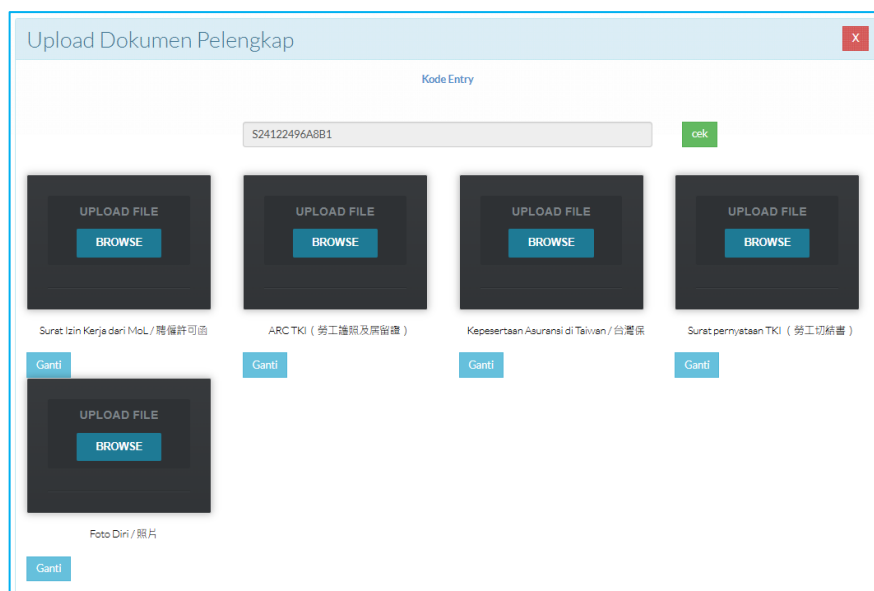 Upload Dokumen Pelengkap
X
Kode Entry
S24122496A8B1
cek
UPLOAD FILE
BROWSE
UPLOAD FILE
BROWSE
UPLOAD FILE
BROWSE
UPLOAD FILE
BROWSE
Surat Izin Kerja dari MoL / 聘僱許可函
ARC TKI （ 勞工護照及居留證 ）
Kepesertaan Asuransi di Taiwan / 台灣保
Surat pernyataan TKI （ 勞工切結書 ）
Ganti
Ganti
Ganti
Ganti
UPLOAD FILE
BROWSE
Foto Diri / 照片
Ganti